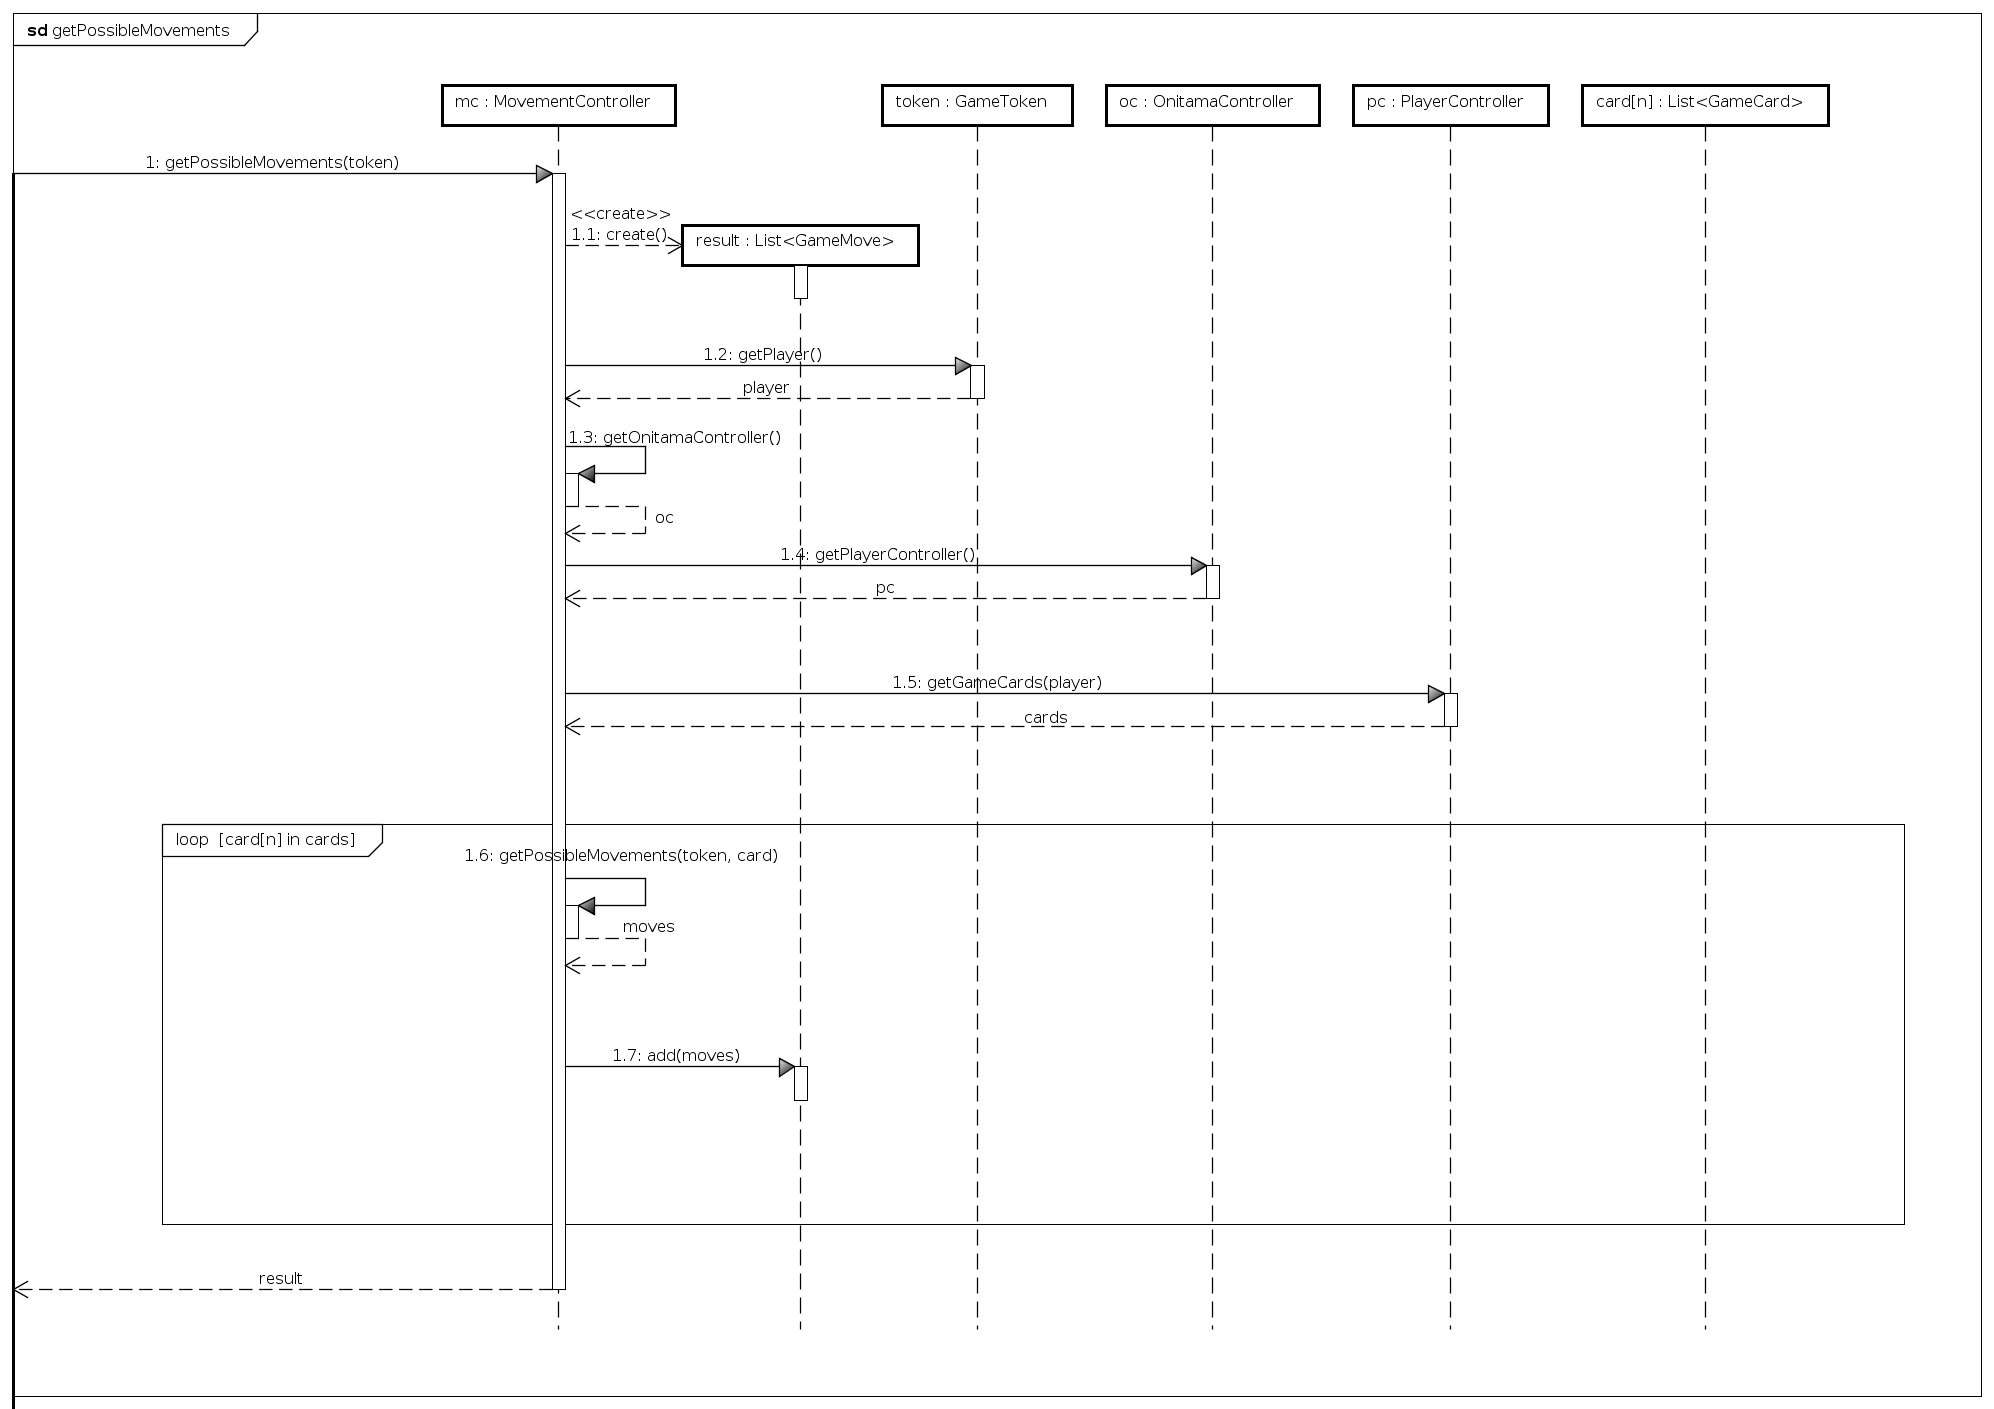 sd getPossibleMovements
mc : MovementController
token : GameToken
oc : OnitamaController
pc : PlayerController
card[n] : List<GameCard>
1: getPossibleMovements(token)
<<create>>
1.1: create()
result : List<GameMove>
1.2: getPlayer()
player
1.3: getOnitamaController()
oc
1.4: getPlayerController()
pc
1.5: getGameCards(player)
cards
loop [card[n] in cards]
1.6: getPossibleMovements(token, card)
moves
1.7: add(moves)
result